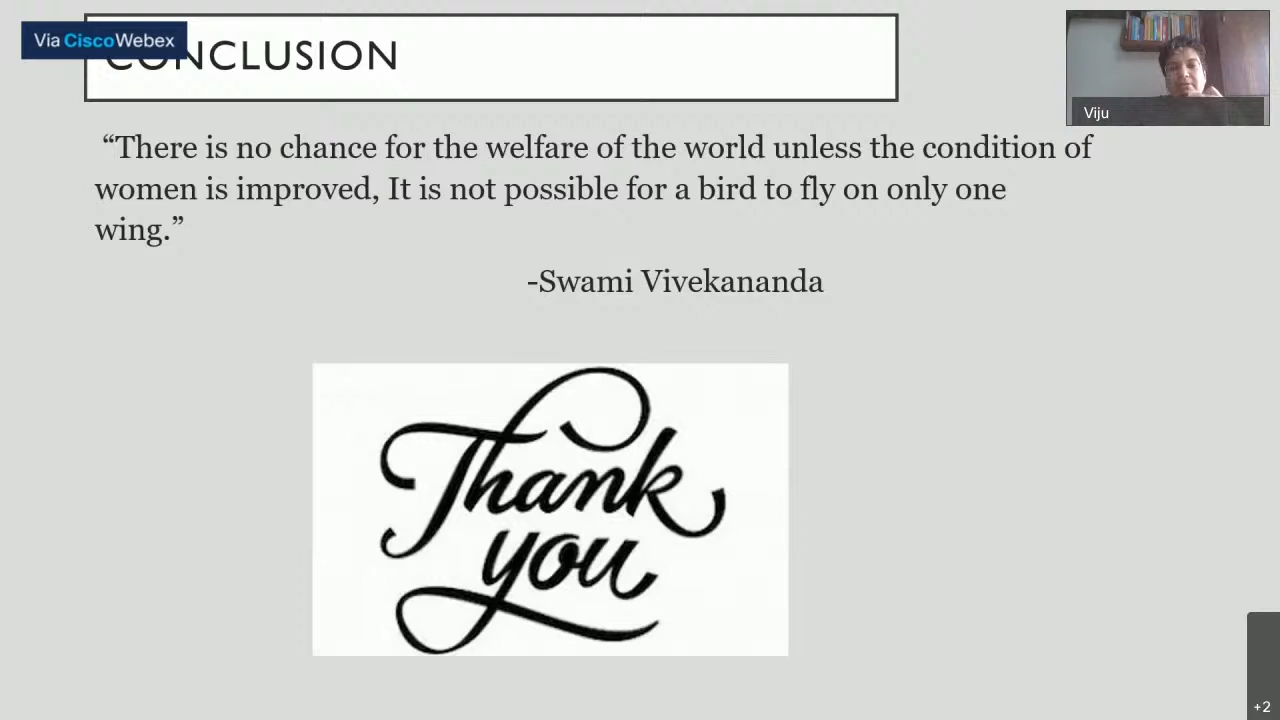 Via CiscoWebex
CONCLUSION
Viju
“There is no chance for the welfare of the world unless the condition of
women is improved, It is not possible for a bird to fly on only one
wing.”
-Swami Vivekananda
Thank
you
+2